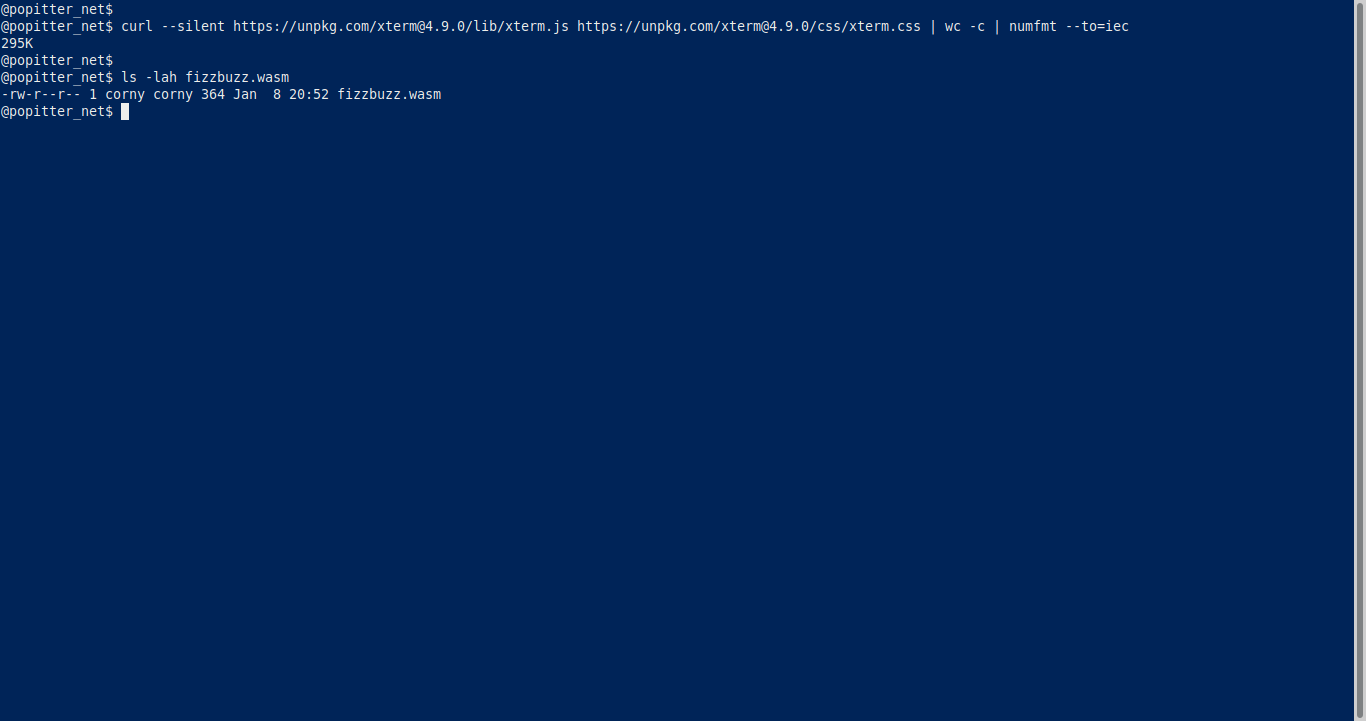 @popitter_net$
@popitter_net$ curl --silent https://unpkg.com/xterm@4.9.0/lib/xterm.js https://unpkg.com/xterm@4.9.0/css/xterm.css | wc -c | numfmt --to=iec
295K
@popitter_net$
@popitter_net$ ls -lah fizzbuzz.wasm
-rw-r--r-- 1 corny corny 364 Jan  8 20:52 fizzbuzz.wasm
@popitter_net$